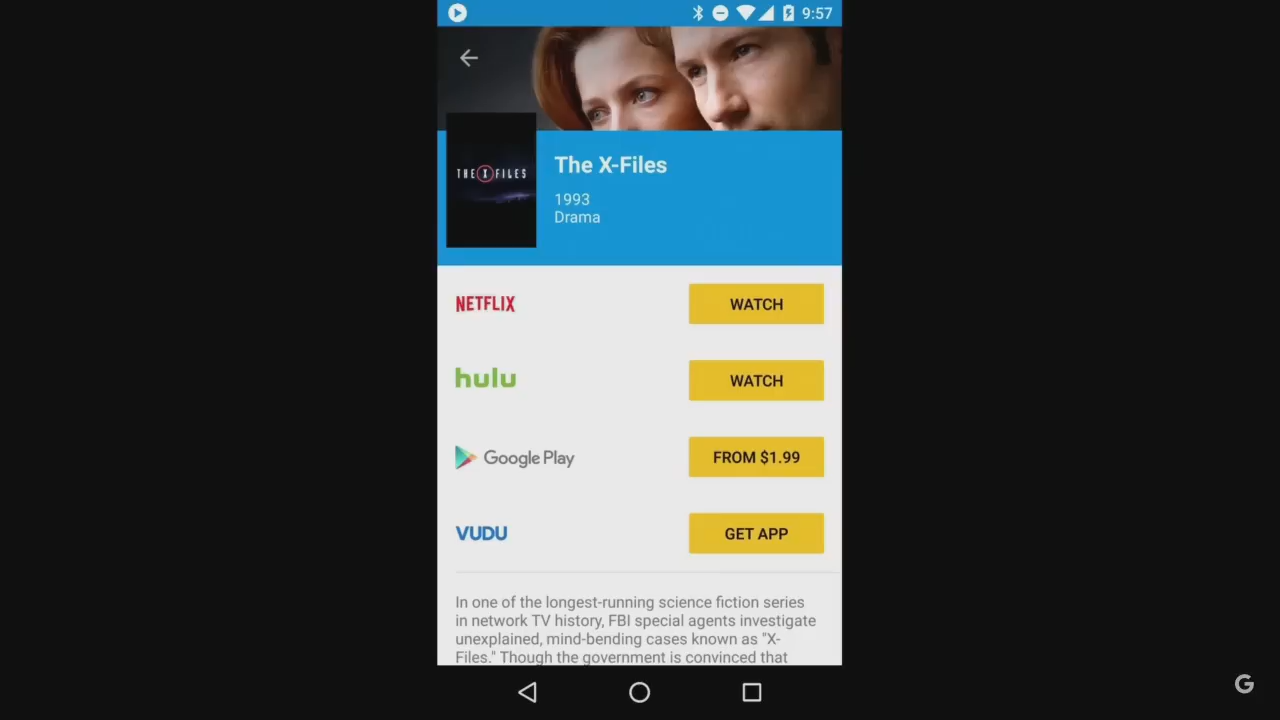 9:57
The X-Files
THE X FILES
1993
Drama
NETFLIX
WATCH
hulu
WATCH
Google Play
FROM $1.99
VUDU
GET APP
In one of the longest-running science fiction series
in network TV history, FBI special agents investigate
unexplained, mind-bending cases known as "X-
Files." Though the government is convinced that
G